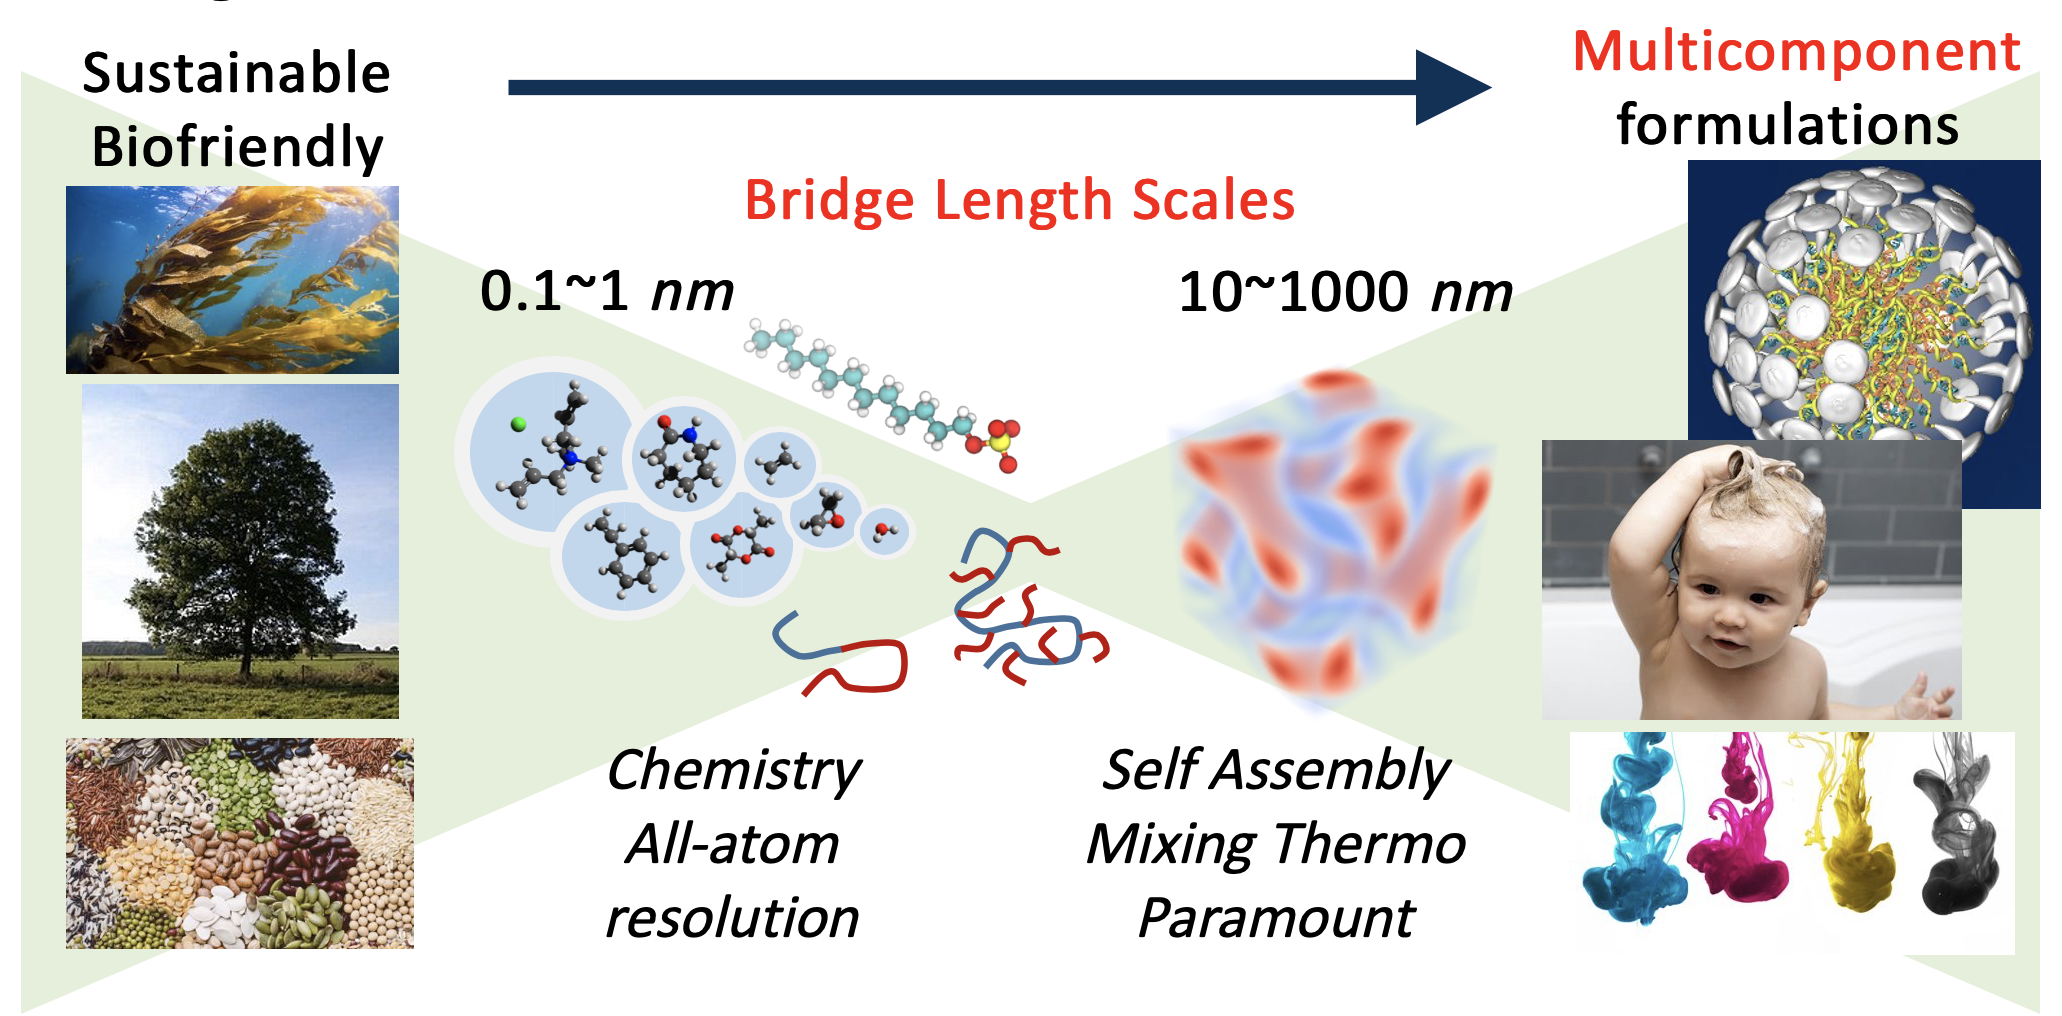 Sustainable
Biofriendly
Multicomponent
formulations
Bridge Length Scales
0.1~1 nm
10~1000 nm
Chemistry
All-atom
resolution
Self Assembly
Mixing Thermo
Paramount